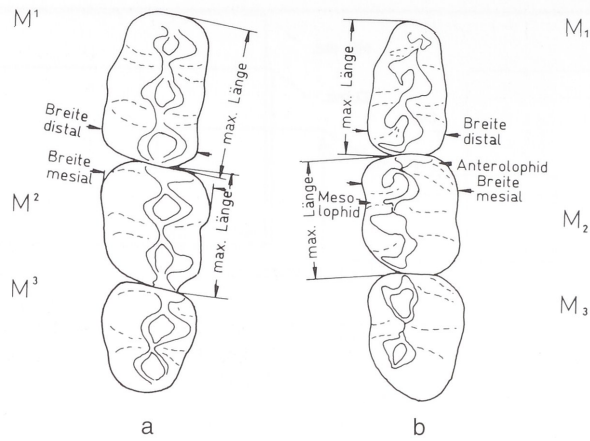 M¹
max. Länge
Breite
distal
Breite
mesial
M²
max. Länge
M³
a
M₁
max. Länge
Breite
distal
Anterolophid
Breite
mesial
Meso-
lophid
max. Länge
M₂
M₃
b